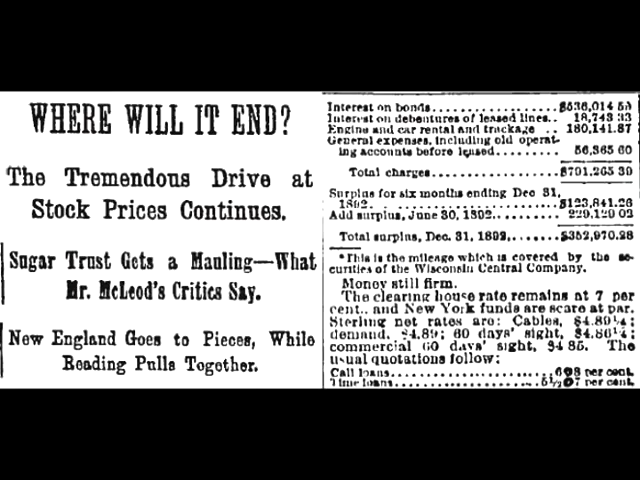 WHERE WILL IT END?
The Tremendous Drive at
Stock Prices Continues.
Sugar Trust Gets a Mauling—What
Mr. McLeod's Critics Say.
New England Goes to Pieces, While
Reading Pulls Together.
Interest on bonds..................$536,014 50
Interest on debentures of leased lines.. 18,743 33
Engine and car rental and trackage .. 180,141.87
General expenses, including old operat-
ing accounts before leased......... 56,365 60
Total charges..................$791,265 39
Surplus for six months ending Dec 31,
1892..............................$123,841.26
Add surplus, June 30, 1892........... 229,129 02
Total surplus, Dec. 31, 1892,.......$352,970.28
*This is the mileage which is covered by the se-
curities of the Wisconsin Central Company.
Money still firm.
The clearing house rate remains at 7 per
cent., and New York funds are scarce at par.
Sterling net rates are: Cables, $4.89¼;
demand, $4.89; 60 days' sight, $4.86¼;
commercial 60 days' sight, $4 85. The
usual quotations follow:
Call loans.........................6@8 per cent.
Time loans.......................5½@7 per cent.